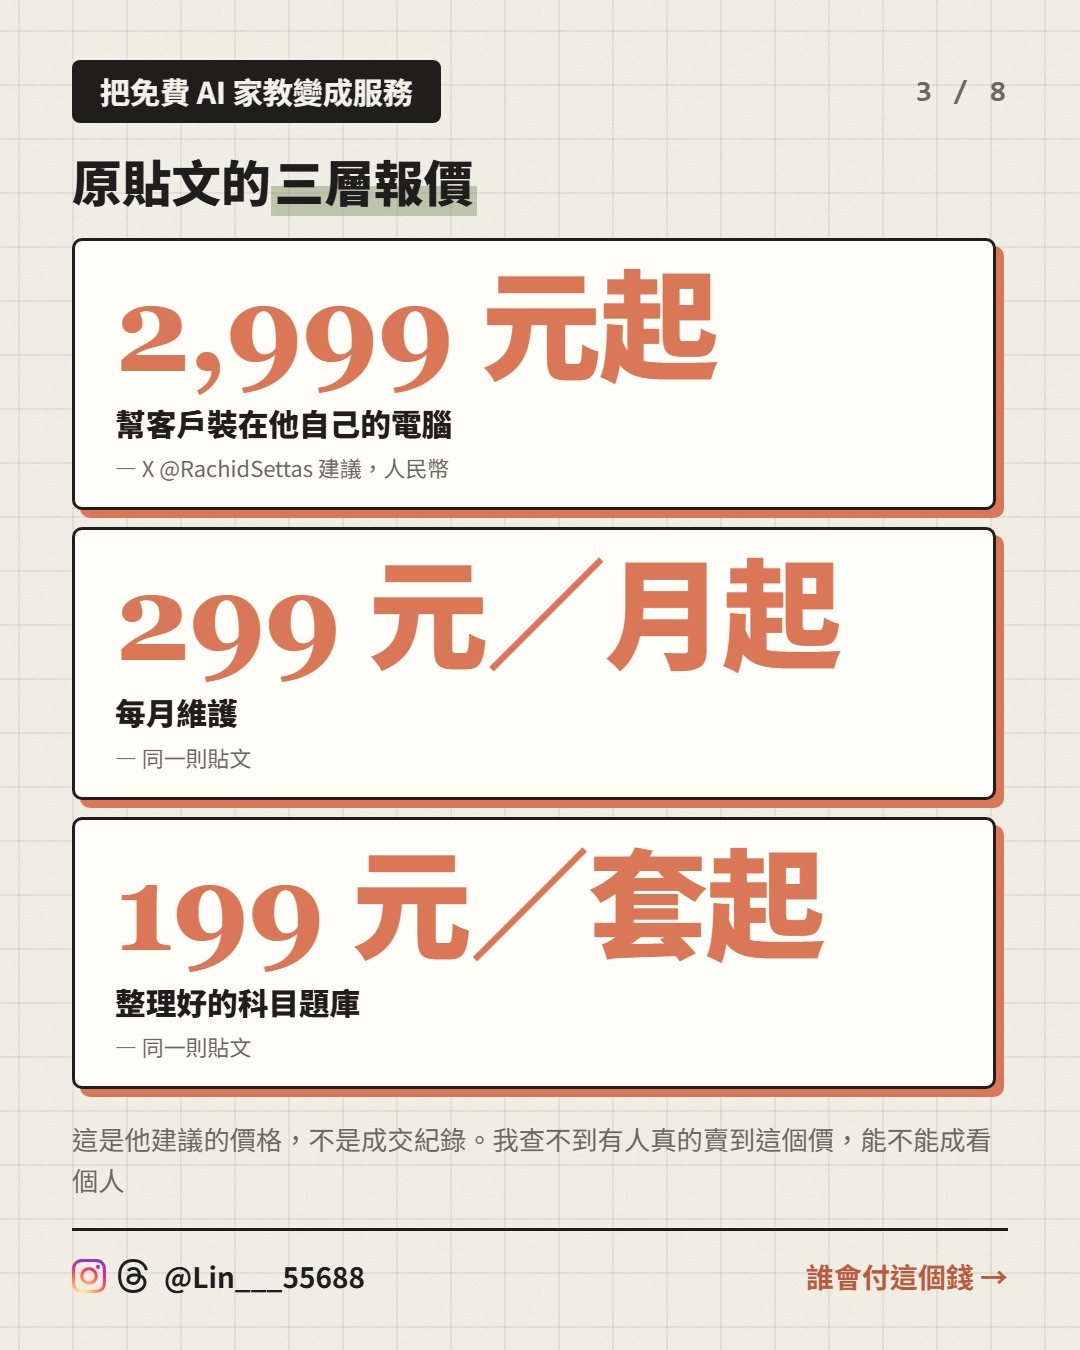 把免費 AI 家教變成服務
3 / 8
原貼文的三層報價
2,999 元起
幫客戶裝在他自己的電腦
— X @RachidSettas 建議，人民幣
299 元／月起
每月維護
— 同一則貼文
199 元／套起
整理好的科目題庫
— 同一則貼文
這是他建議的價格，不是成交紀錄。我查不到有人真的賣到這個價，能不能成看
個人
@Lin___55688
誰會付這個錢 →